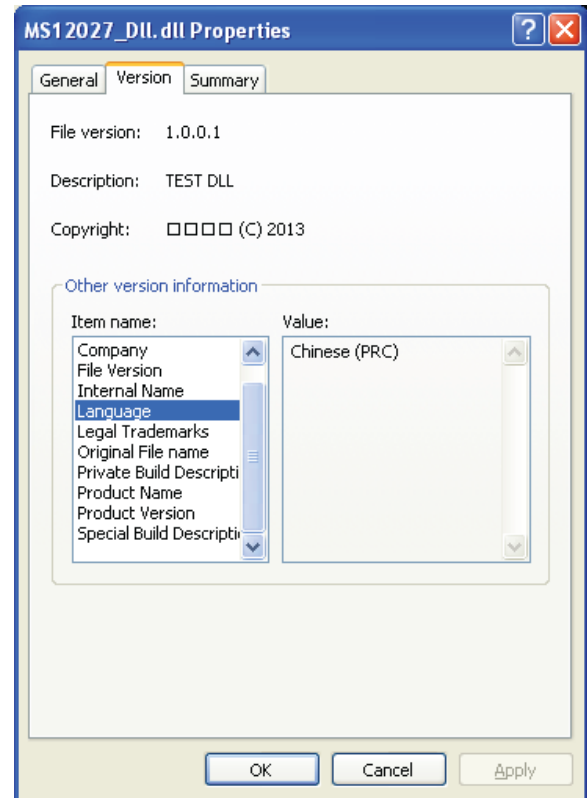 MS12027_Dll.dll Properties
General Version Summary
File version: 1.0.0.1
Description: TEST DLL
Copyright: □□□□ (C) 2013
Other version information
Item name: Value:
Company
File Version
Internal Name
Language
Legal Trademarks
Original File name
Private Build Descripti
Product Name
Product Version
Special Build Descripti
Chinese (PRC)
OK Cancel Apply